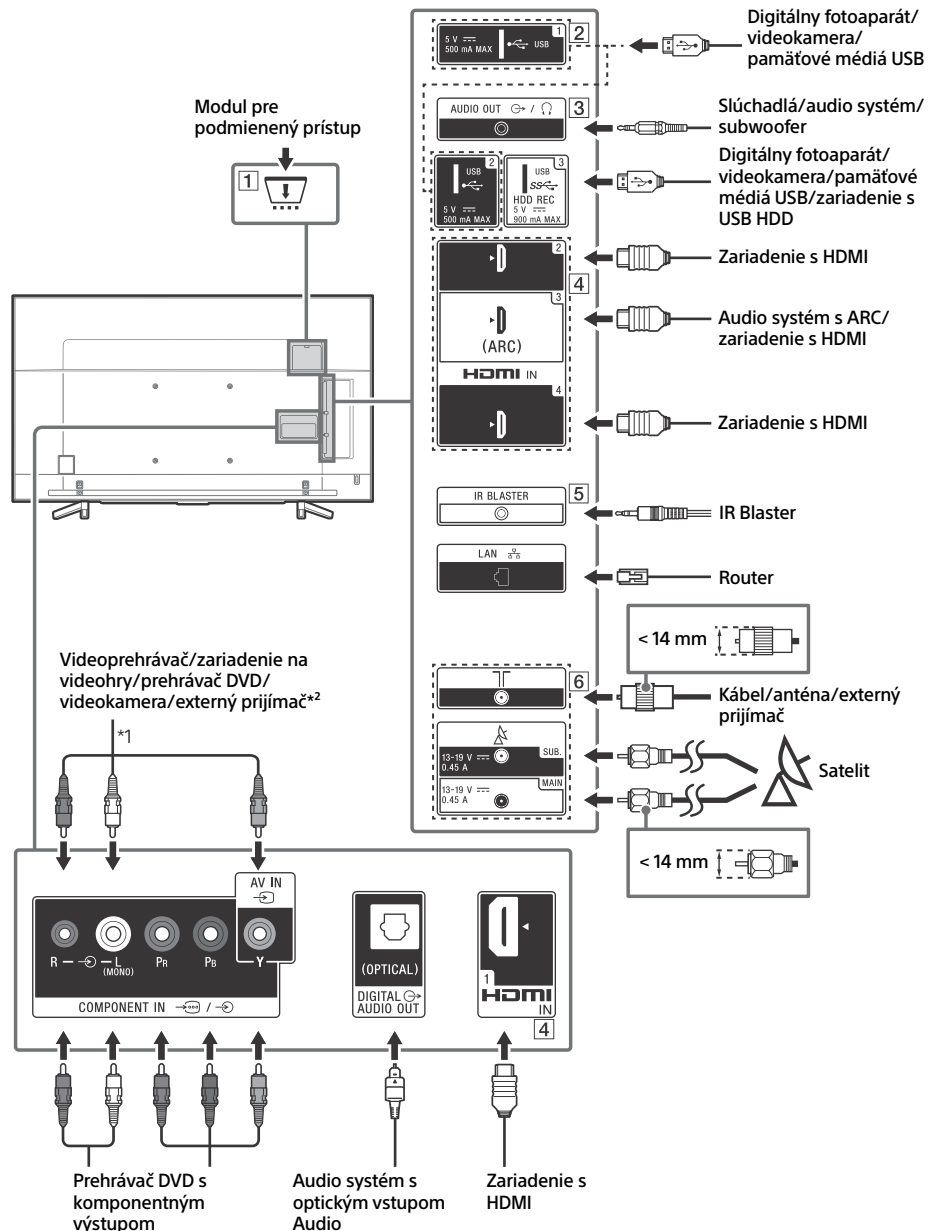 Modul pre
podmienený prístup
1
5 V
500 mA MAX
USB
1
2
Digitálny fotoaparát/
videokamera/
pamäťové médiá USB
AUDIO OUT / 
3
Slúchadlá/audio systém/
subwoofer
2
USB
5 V
500 mA MAX
3
USB
SS
HDD REC
5 V
900 mA MAX
Digitálny fotoaparát/
videokamera/pamäťové
médiá USB/zariadenie s
USB HDD
2
Zariadenie s HDMI
4
3
(ARC)
Audio systém s ARC/
zariadenie s HDMI
HDMI IN
4
Zariadenie s HDMI
IR BLASTER
5
IR Blaster
LAN
Router
< 14 mm
6
Kábel/anténa/externý
prijímač
13-19 V
0.45 A
SUB.
13-19 V
0.45 A
MAIN
Satelit
< 14 mm
Videoprehrávač/zariadenie na
videohry/prehrávač DVD/
videokamera/externý prijímač*2
*1
AV IN
R L
(MONO)
PR
PB
Y
COMPONENT IN / 
(OPTICAL)
DIGITAL
AUDIO OUT
1
HDMI
IN
4
Prehrávač DVD s
komponentným
výstupom
Audio systém s
optickým vstupom
Audio
Zariadenie s
HDMI